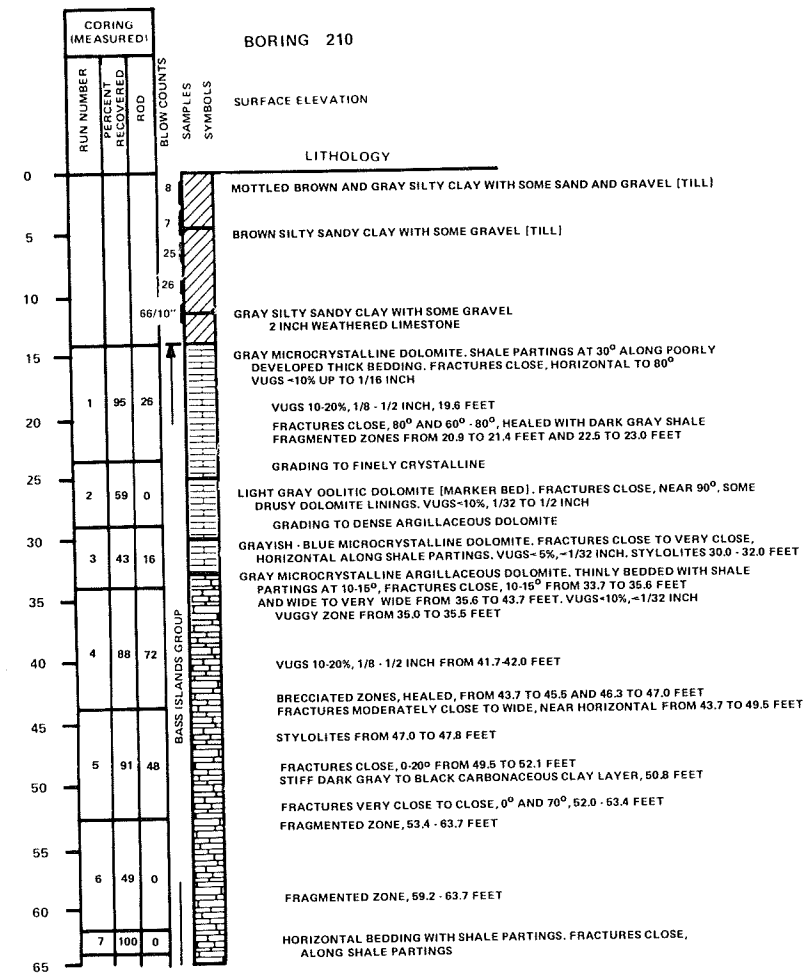 CORING
(MEASURED)
BORING 210
RUN NUMBER
PERCENT
RECOVERED
ROD
BLOW COUNTS
SAMPLES
SYMBOLS
SURFACE ELEVATION
LITHOLOGY
0
8
MOTTLED BROWN AND GRAY SILTY CLAY WITH SOME SAND AND GRAVEL [TILL]
7
5
BROWN SILTY SANDY CLAY WITH SOME GRAVEL [TILL]
25
26
10
66/10"
GRAY SILTY SANDY CLAY WITH SOME GRAVEL
2 INCH WEATHERED LIMESTONE
15
GRAY MICROCRYSTALLINE DOLOMITE. SHALE PARTINGS AT 30° ALONG POORLY
DEVELOPED THICK BEDDING. FRACTURES CLOSE, HORIZONTAL TO 80°
VUGS <10% UP TO 1/16 INCH
1 95 26
VUGS 10-20%, 1/8 - 1/2 INCH, 19.6 FEET
20
FRACTURES CLOSE, 80° AND 60° - 80°, HEALED WITH DARK GRAY SHALE
FRAGMENTED ZONES FROM 20.9 TO 21.4 FEET AND 22.5 TO 23.0 FEET
GRADING TO FINELY CRYSTALLINE
25
2 59 0
LIGHT GRAY OOLITIC DOLOMITE [MARKER BED]. FRACTURES CLOSE, NEAR 90°, SOME
DRUSY DOLOMITE LININGS. VUGS<10%, 1/32 TO 1/2 INCH
GRADING TO DENSE ARGILLACEOUS DOLOMITE
30
3 43 16
GRAYISH - BLUE MICROCRYSTALLINE DOLOMITE. FRACTURES CLOSE TO VERY CLOSE,
HORIZONTAL ALONG SHALE PARTINGS. VUGS< 5%,<1/32 INCH. STYLOLITES 30.0 - 32.0 FEET
GRAY MICROCRYSTALLINE ARGILLACEOUS DOLOMITE. THINLY BEDDED WITH SHALE
PARTINGS AT 10-15°, FRACTURES CLOSE, 10-15° FROM 33.7 TO 35.6 FEET
AND WIDE TO VERY WIDE FROM 35.6 TO 43.7 FEET. VUGS<10%,<1/32 INCH
VUGGY ZONE FROM 35.0 TO 35.5 FEET
35
BASS ISLANDS GROUP
4 88 72
40
VUGS 10-20%, 1/8 - 1/2 INCH FROM 41.7-42.0 FEET
BRECCIATED ZONES, HEALED, FROM 43.7 TO 45.5 AND 46.3 TO 47.0 FEET
FRACTURES MODERATELY CLOSE TO WIDE, NEAR HORIZONTAL FROM 43.7 TO 49.5 FEET
45
STYLOLITES FROM 47.0 TO 47.8 FEET
5 91 48
FRACTURES CLOSE, 0-20° FROM 49.5 TO 52.1 FEET
STIFF DARK GRAY TO BLACK CARBONACEOUS CLAY LAYER, 50.8 FEET
50
FRACTURES VERY CLOSE TO CLOSE, 0° AND 70°, 52.0 - 53.4 FEET
FRAGMENTED ZONE, 53.4 - 63.7 FEET
55
6 49 0
FRAGMENTED ZONE, 59.2 - 63.7 FEET
60
7 100 0
HORIZONTAL BEDDING WITH SHALE PARTINGS. FRACTURES CLOSE,
ALONG SHALE PARTINGS
65